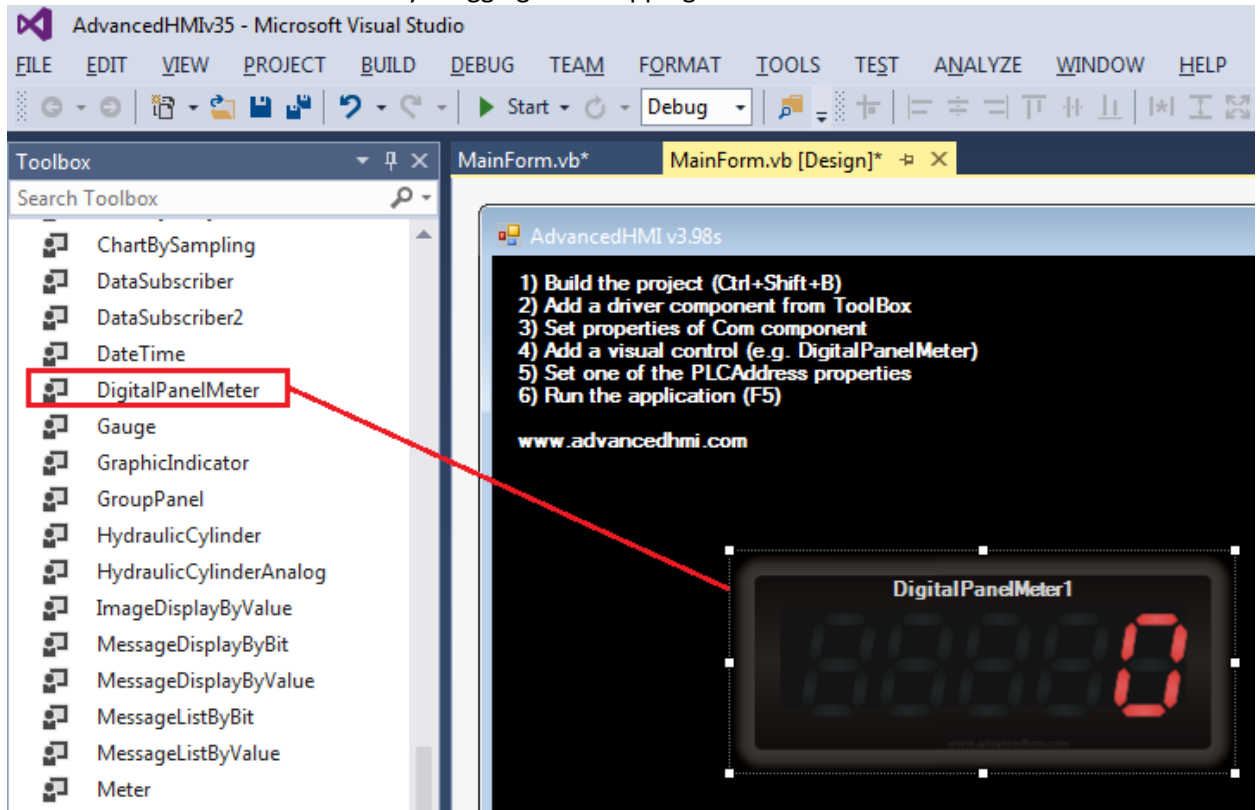 AdvancedHMIv35 - Microsoft Visual Studio
FILE EDIT VIEW PROJECT BUILD DEBUG TEAM FORMAT TOOLS TEST ANALYZE WINDOW HELP
Start Debug
Toolbox
MainForm.vb* MainForm.vb [Design]*
Search Toolbox
ChartBySampling
DataSubscriber
DataSubscriber2
DateTime
DigitalPanelMeter
Gauge
GraphicIndicator
GroupPanel
HydraulicCylinder
HydraulicCylinderAnalog
ImageDisplayByValue
MessageDisplayByBit
MessageDisplayByValue
MessageListByBit
MessageListByValue
Meter
AdvancedHMI v3.98s
1) Build the project (Ctrl+Shift+B)
2) Add a driver component from ToolBox
3) Set properties of Com component
4) Add a visual control (e.g. DigitalPanelMeter)
5) Set one of the PLCAddress properties
6) Run the application (F5)
www.advancedhmi.com
DigitalPanelMeter1
0
www.advancedhmi.com